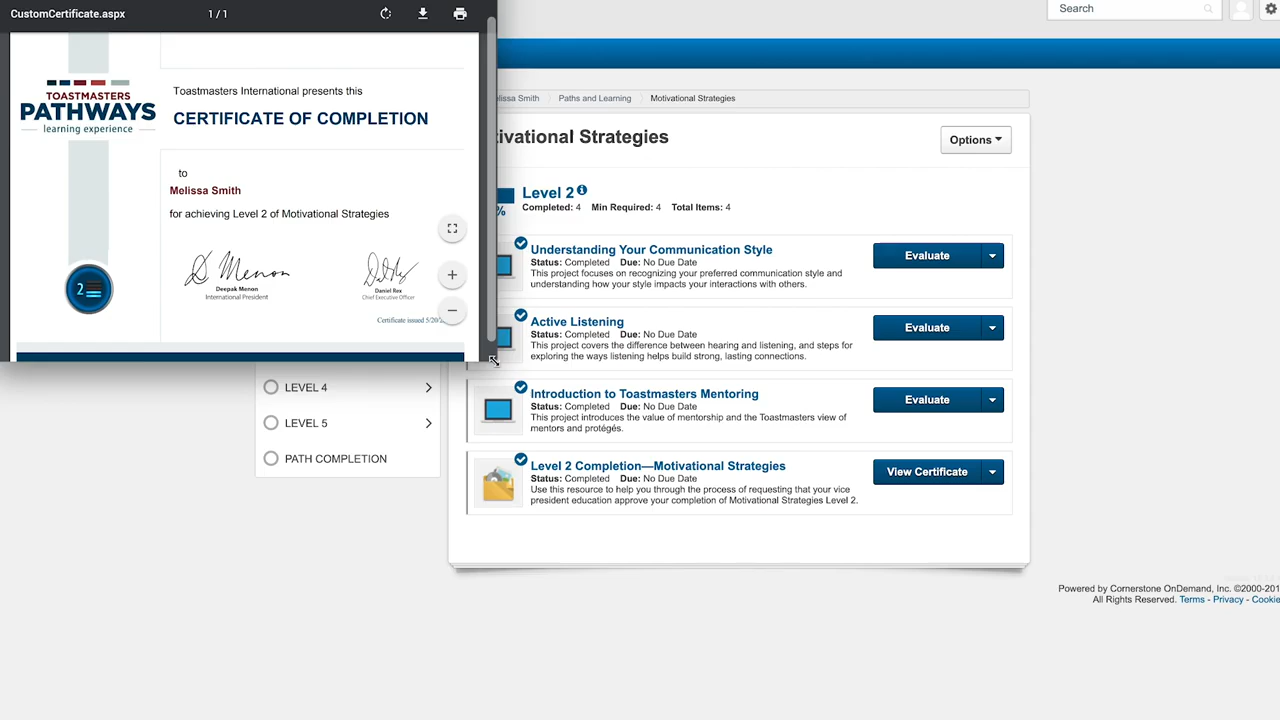 CustomCertificate.aspx
1 / 1
TOASTMASTERS
PATHWAYS
learning experience
Toastmasters International presents this
CERTIFICATE OF COMPLETION
to
Melissa Smith
for achieving Level 2 of Motivational Strategies
Deepak Menon
International President
Daniel Rex
Chief Executive Officer
Certificate issued 5/20/
2
Search
Smith
Paths and Learning
Motivational Strategies
Strategies
Options
Level 2
%
Completed: 4 Min Required: 4 Total Items: 4
Understanding Your Communication Style
Status: Completed Due: No Due Date
This project focuses on recognizing your preferred communication style and
understanding how your style impacts your interactions with others.
Evaluate
Active Listening
Status: Completed Due: No Due Date
This project covers the difference between hearing and listening, and steps for
exploring the ways listening helps build strong, lasting connections.
Evaluate
Introduction to Toastmasters Mentoring
Status: Completed Due: No Due Date
This project introduces the value of mentorship and the Toastmasters view of
mentors and protégés.
Evaluate
Level 2 Completion—Motivational Strategies
Status: Completed Due: No Due Date
Use this resource to help you through the process of requesting that your vice
president education approve your completion of Motivational Strategies Level 2.
View Certificate
LEVEL 4
LEVEL 5
PATH COMPLETION
Powered by Cornerstone OnDemand, Inc. ©2000-201
All Rights Reserved. Terms - Privacy - Cookie